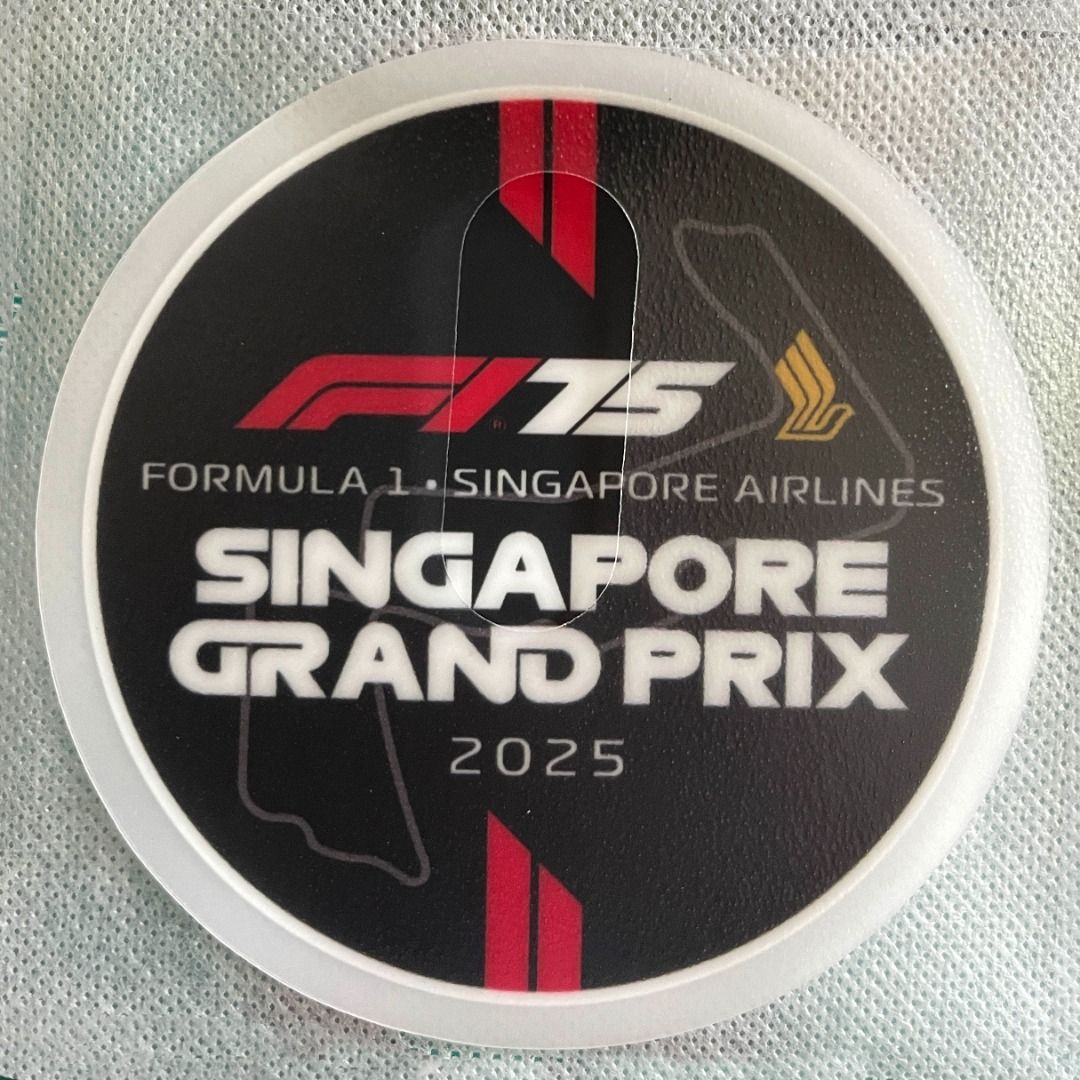 F1 75
FORMULA 1 • SINGAPORE AIRLINES
SINGAPORE
GRAND PRIX
2025